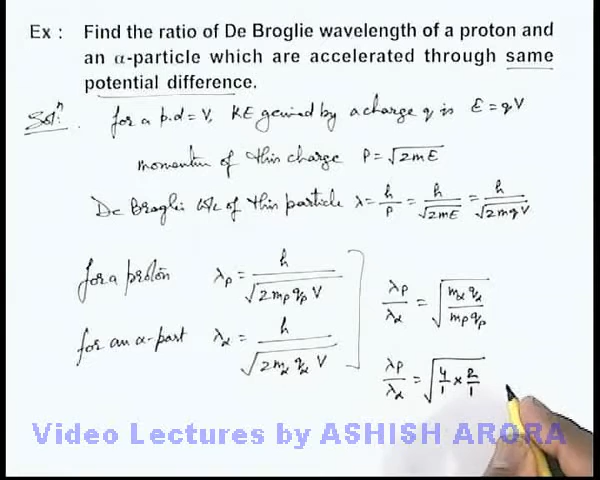 Ex : Find the ratio of De Broglie wavelength of a proton and
an α-particle which are accelerated through same
potential difference.
Solⁿ. for a p.d = V, KE gained by a charge q is E = qV
momentum of this charge P = √2mE
De Broglie w/l of this particle λ = h/P = h/√2mE = h/√2mqV
for a proton λp = h/√2mp qp V
for an α-part λα = h/√2mα qα V
λp/λα = √mα qα/mp qp
λp/λα = √4/1 × 2/1
Video Lectures by ASHISH ARORA